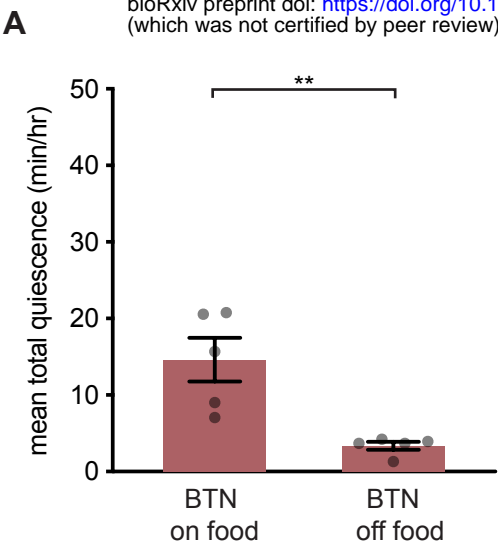 bioRxiv preprint doi: https://doi.org/10.1
(which was not certified by peer review)
A
**
mean total quiescence (min/hr)
50
40
30
20
10
0
BTN
on food
BTN
off food